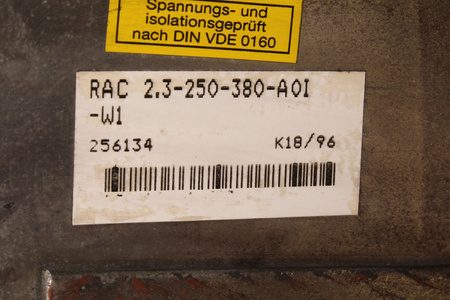 Spannungs- und
isolationsgeprüft
nach DIN VDE 0160
RAC 2.3-250-380-A0I
-W1
256134 K18/96